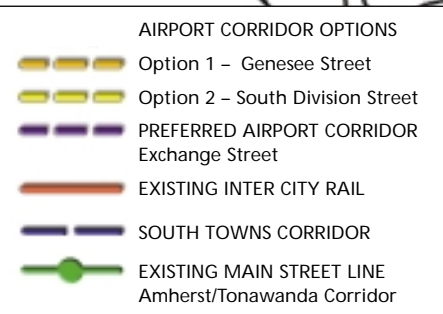 AIRPORT CORRIDOR OPTIONS
Option 1 – Genesee Street
Option 2 – South Division Street
PREFERRED AIRPORT CORRIDOR
Exchange Street
EXISTING INTER CITY RAIL
SOUTH TOWNS CORRIDOR
EXISTING MAIN STREET LINE
Amherst/Tonawanda Corridor